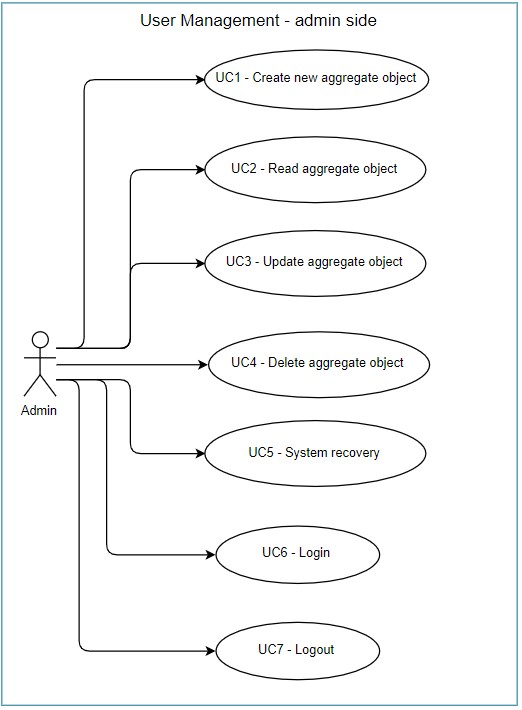 User Management - admin side
UC1 - Create new aggregate object
UC2 - Read aggregate object
UC3 - Update aggregate object
UC4 - Delete aggregate object
Admin
UC5 - System recovery
UC6 - Login
UC7 - Logout